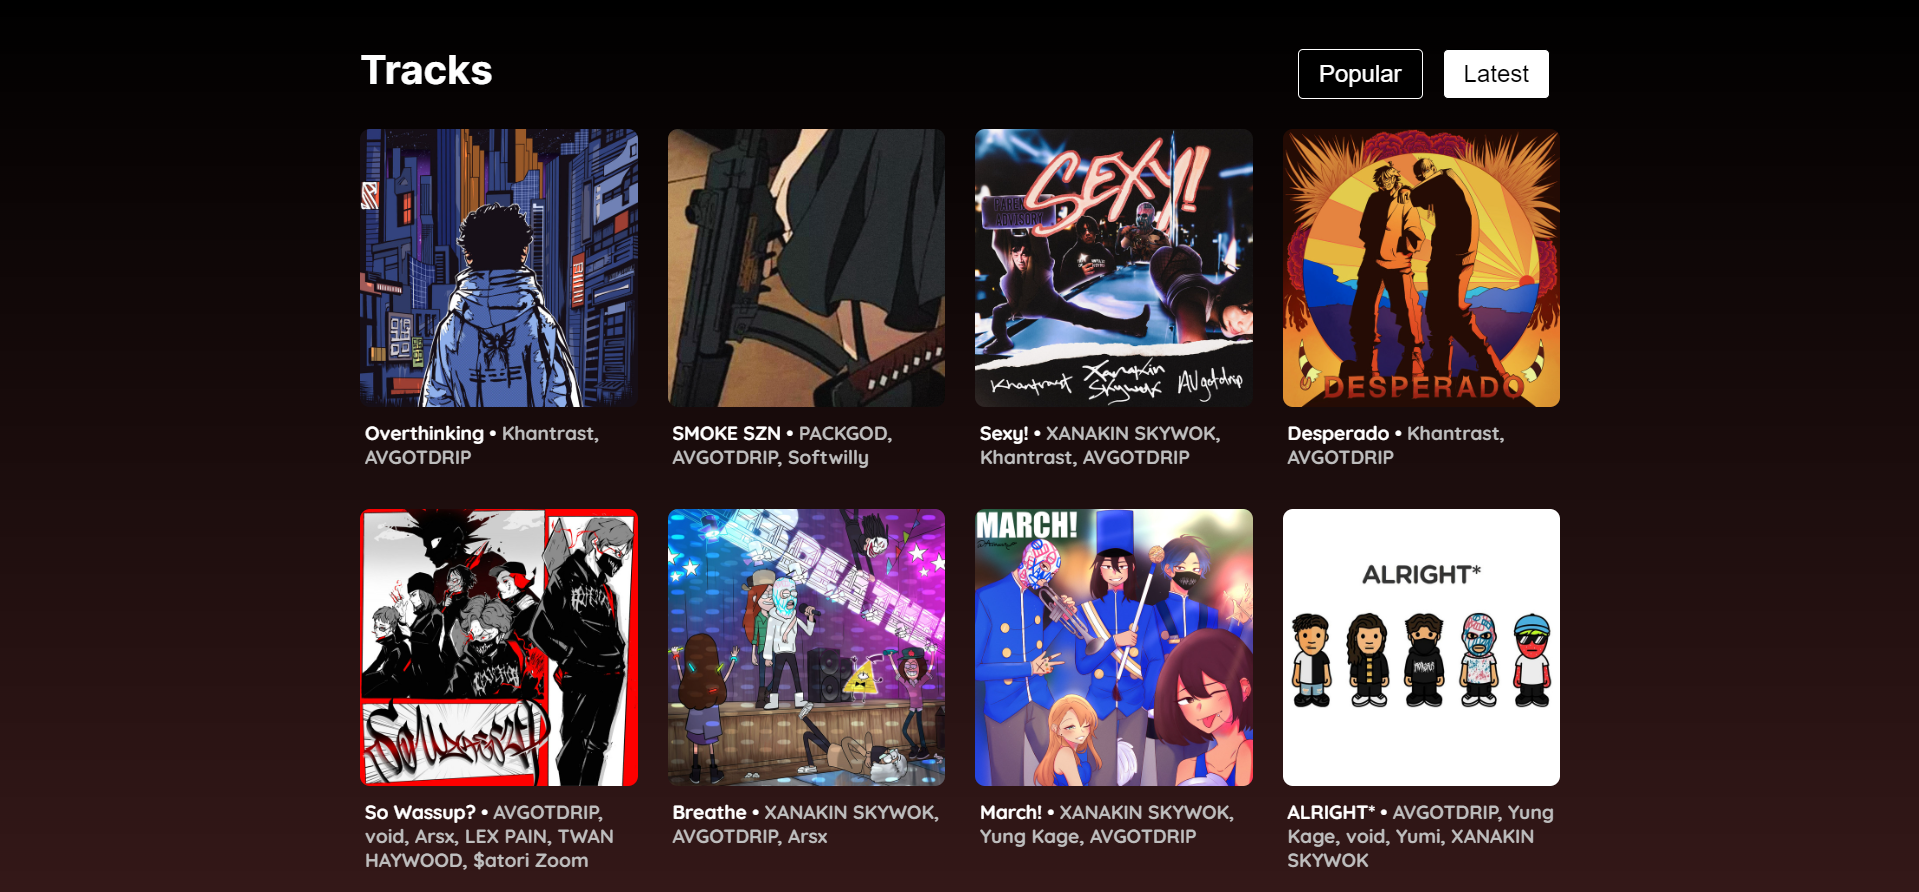 Tracks
Popular
Latest
SEXY!!
PARENTAL
ADVISORY
Khantrast
Xanakin
Skywok
AVgotdrip
DESPERADO
Overthinking • Khantrast,
AVGOTDRIP
SMOKE SZN • PACKGOD,
AVGOTDRIP, Softwilly
Sexy! • XANAKIN SKYWOK,
Khantrast, AVGOTDRIP
Desperado • Khantrast,
AVGOTDRIP
So Wassup?
BREATHE
MARCH!
ALRIGHT*
So Wassup? • AVGOTDRIP,
void, Arsx, LEX PAIN, TWAN
HAYWOOD, $atori Zoom
Breathe • XANAKIN SKYWOK,
AVGOTDRIP, Arsx
March! • XANAKIN SKYWOK,
Yung Kage, AVGOTDRIP
ALRIGHT* • AVGOTDRIP, Yung
Kage, void, Yumi, XANAKIN
SKYWOK